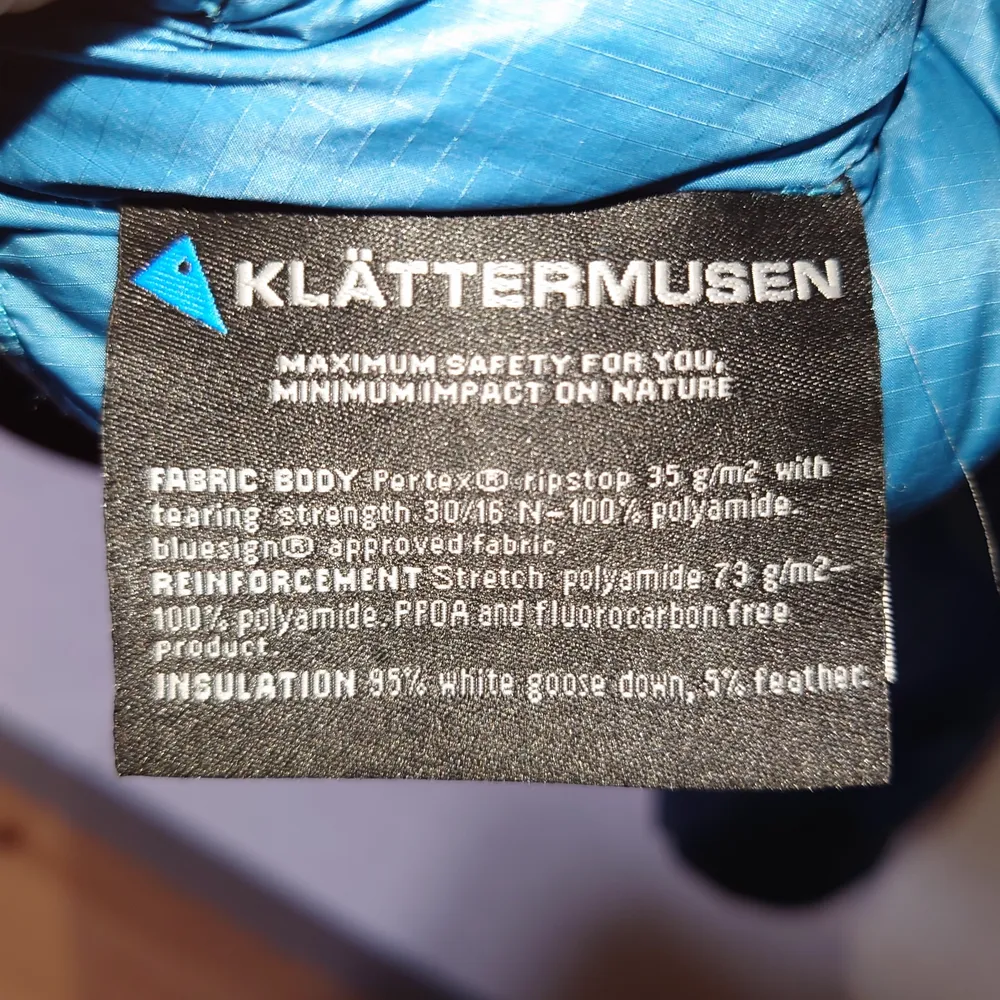 KLÄTTERMUSEN
MAXIMUM SAFETY FOR YOU,
MINIMUM IMPACT ON NATURE
FABRIC BODY Pertex® ripstop 35 g/m2 with
tearing strength 30/16 N-100% polyamide.
bluesign® approved fabric.
REINFORCEMENT Stretch polyamide 73 g/m2-
100% polyamide. PFOA and fluorocarbon free
product.
INSULATION 95% white goose down, 5% feather.